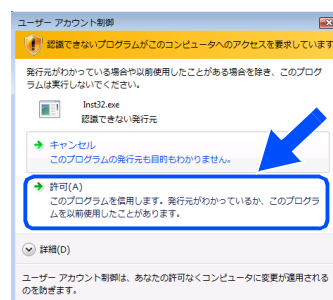 ユーザー アカウント制御
認識できないプログラムがこのコンピュータへのアクセスを要求しています
発行元がわかっている場合や以前使用したことがある場合を除き、このプログ
ラムは実行しないでください。
Inst32.exe
認識できない発行元
キャンセル
このプログラムの発行元も目的もわかりません。
許可(A)
このプログラムを信用します。発行元がわかっているか、このプログラ
ムを以前使用したことがあります。
詳細(D)
ユーザー アカウント制御は、あなたの許可なくコンピュータに変更が適用される
のを防ぎます。